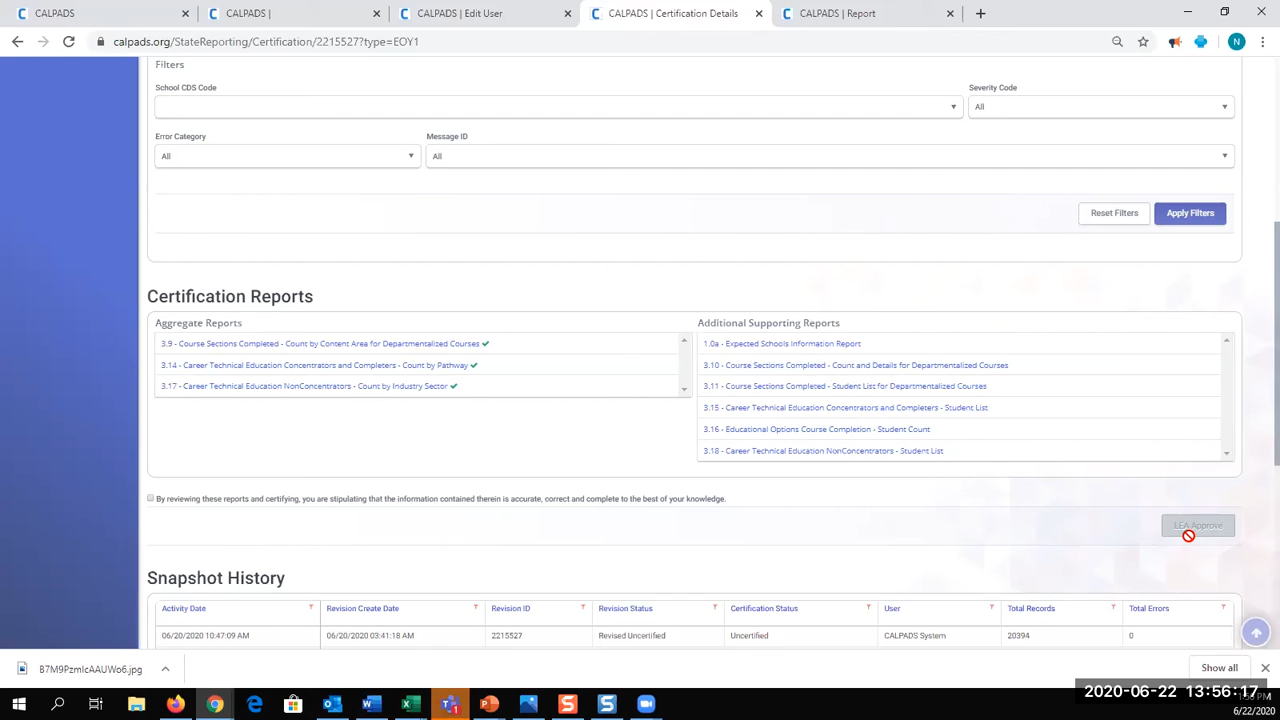 CALPADS
CALPADS |
CALPADS | Edit User
CALPADS | Certification Details
CALPADS | Report
calpads.org/StateReporting/Certification/2215527?type=EOY1
N
Filters
School CDS Code
Severity Code
All
Error Category
Message ID
All
All
Reset Filters
Apply Filters
Certification Reports
Aggregate Reports
Additional Supporting Reports
3.9 - Course Sections Completed - Count by Content Area for Departmentalized Courses
1.0a - Expected Schools Information Report
3.14 - Career Technical Education Concentrators and Completers - Count by Pathway
3.10 - Course Sections Completed - Count and Details for Departmentalized Courses
3.17 - Career Technical Education NonConcentrators - Count by Industry Sector
3.11 - Course Sections Completed - Student List for Departmentalized Courses
3.15 - Career Technical Education Concentrators and Completers - Student List
3.16 - Educational Options Course Completion - Student Count
3.18 - Career Technical Education NonConcentrators - Student List
By reviewing these reports and certifying, you are stipulating that the information contained therein is accurate, correct and complete to the best of your knowledge.
LEA Approve
Snapshot History
Activity Date
Revision Create Date
Revision ID
Revision Status
Certification Status
User
Total Records
Total Errors
06/20/2020 10:47:09 AM
06/20/2020 03:41:18 AM
2215527
Revised Uncertified
Uncertified
CALPADS System
20394
0
B7M9PzmIcAAUWo6.jpg
Show all
2020-06-22 13:56:17
6/22/2020